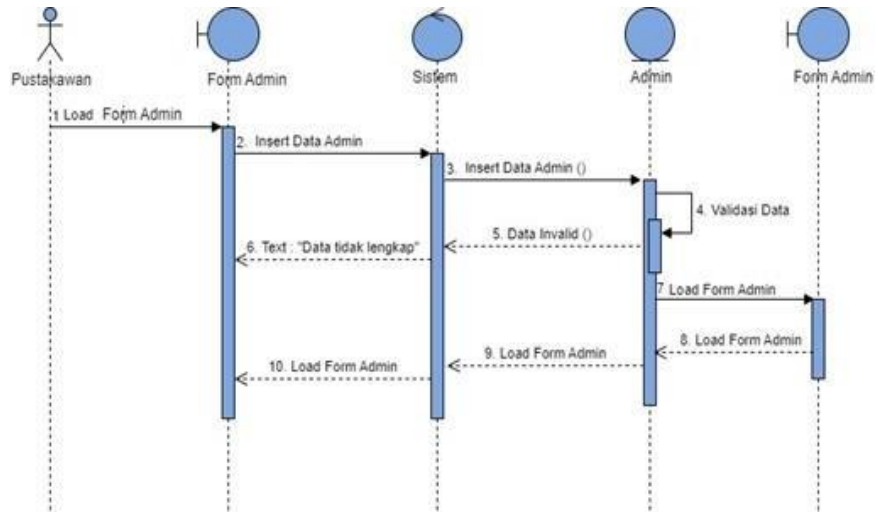 Pustakawan
Form Admin
Sistem
Admin
Form Admin
1 Load Form Admin
2. Insert Data Admin
3. Insert Data Admin ()
4. Validasi Data
5. Data Invalid ()
6. Text : "Data tidak lengkap"
7 Load Form Admin
8. Load Form Admin
9. Load Form Admin
10. Load Form Admin